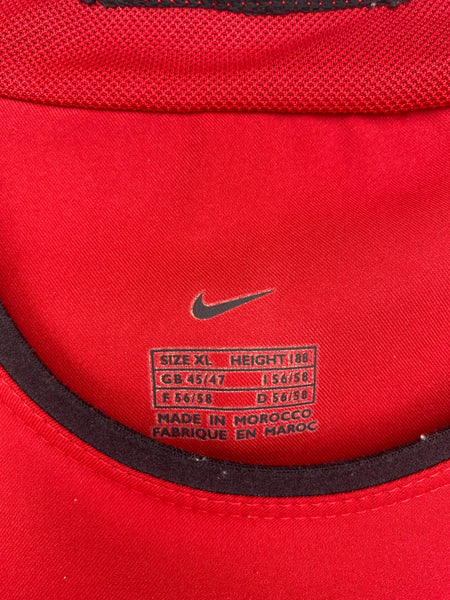 SIZE XL HEIGHT 188
GB 45/47 I 56/58
F 56/58 D 56/58
MADE IN MOROCCO
FABRIQUE EN MAROC